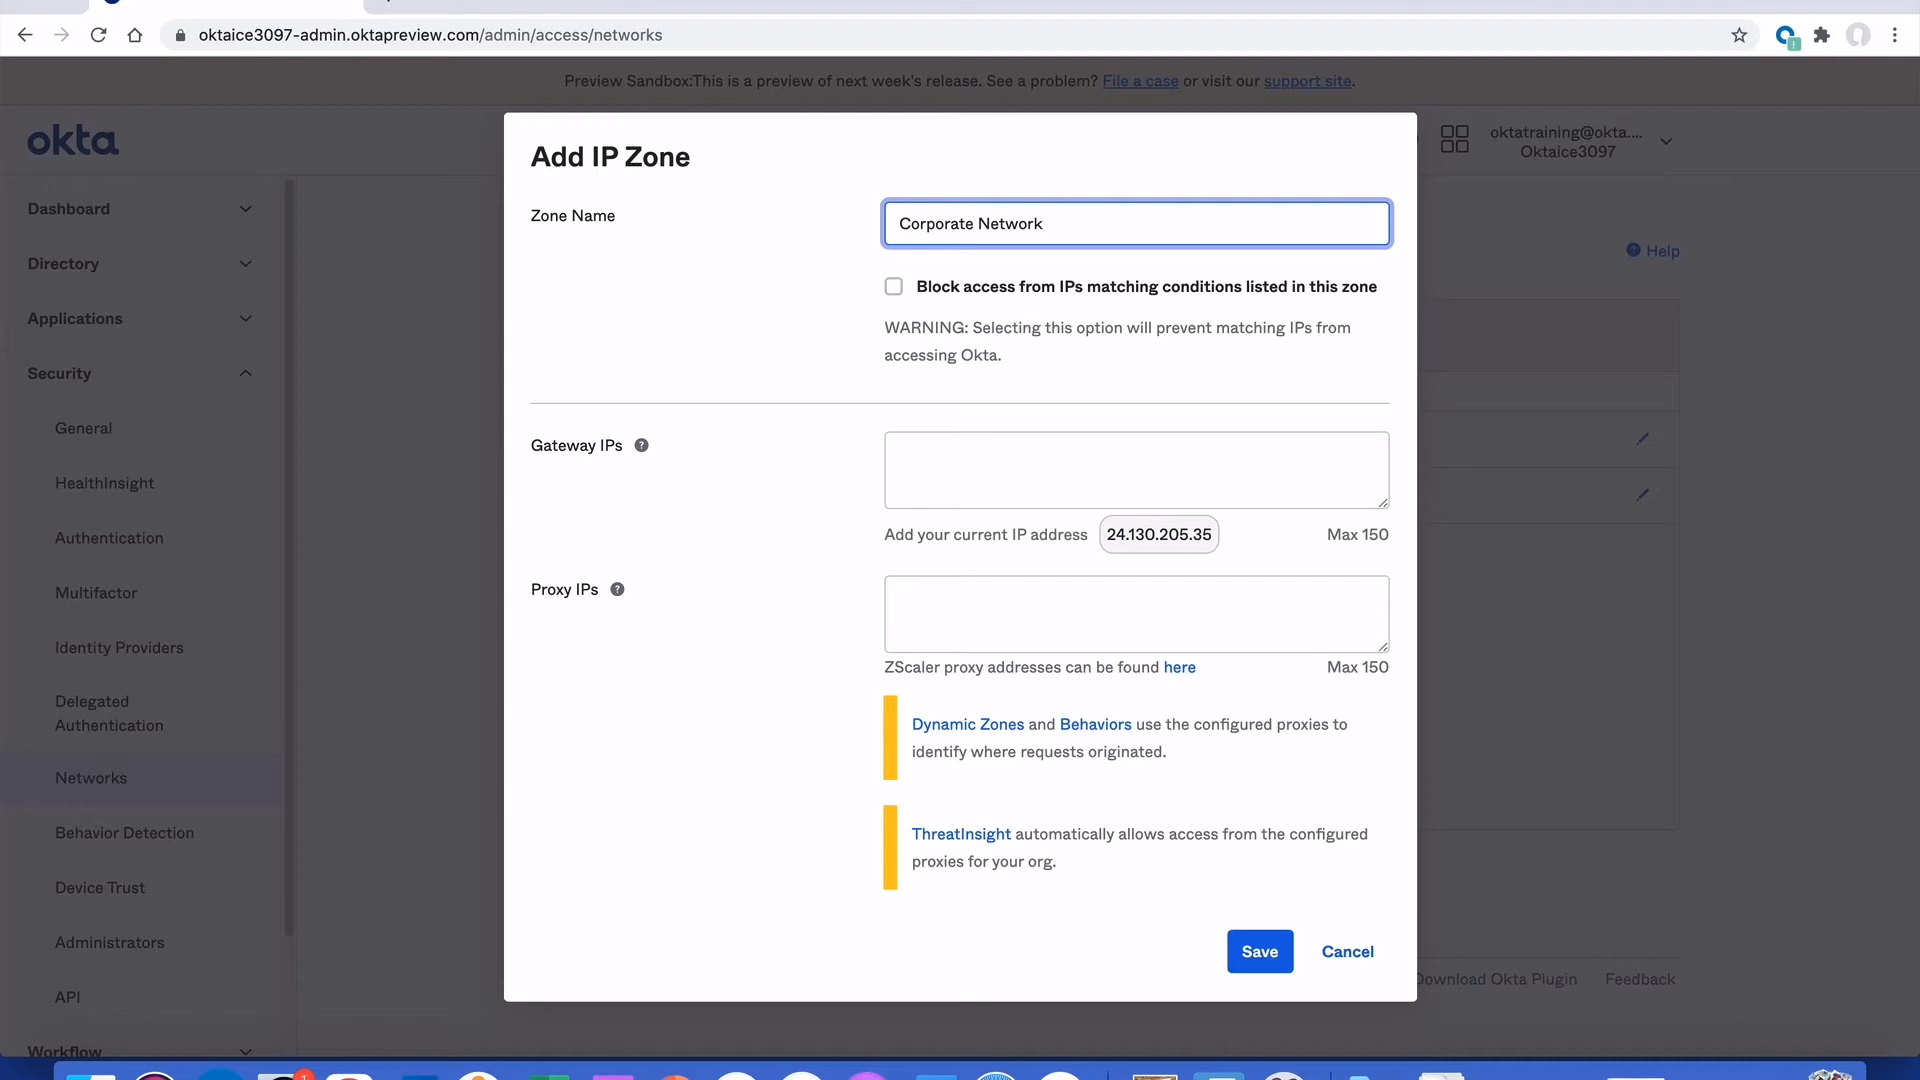 oktaice3097-admin.oktapreview.com/admin/access/networks
Preview Sandbox:This is a preview of next week's release. See a problem? File a case or visit our support site.
okta
oktatraining@okta....
Oktaice3097
Dashboard
Directory
Applications
Security
General
HealthInsight
Authentication
Multifactor
Identity Providers
Delegated
Authentication
Networks
Behavior Detection
Device Trust
Administrators
API
Workflow
Help
Add IP Zone
Zone Name
Corporate Network
Block access from IPs matching conditions listed in this zone
WARNING: Selecting this option will prevent matching IPs from
accessing Okta.
Gateway IPs
Add your current IP address 24.130.205.35 Max 150
Proxy IPs
ZScaler proxy addresses can be found here Max 150
Dynamic Zones and Behaviors use the configured proxies to
identify where requests originated.
ThreatInsight automatically allows access from the configured
proxies for your org.
Save Cancel
Download Okta Plugin Feedback
1